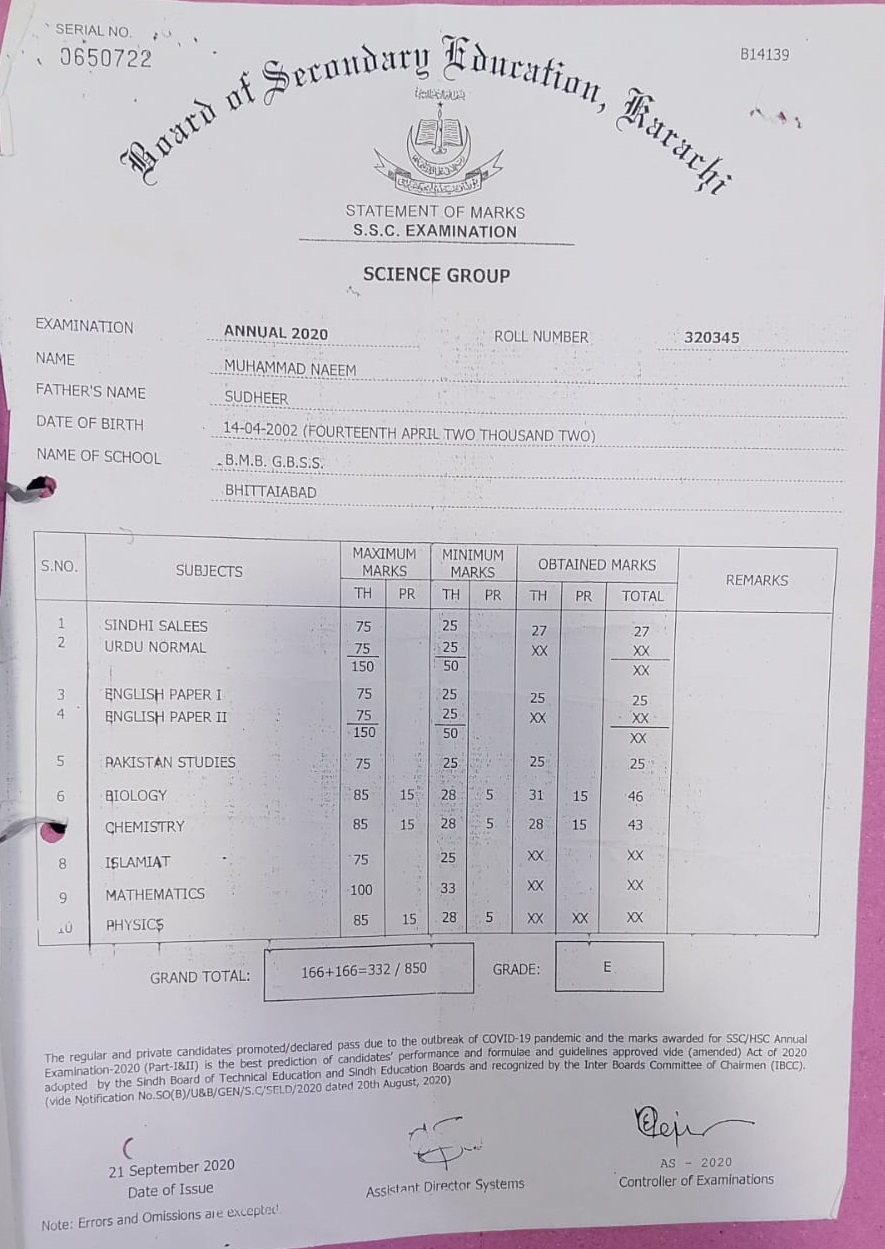 SERIAL NO.
0650722
B14139
Board of Secondary Education, Karachi
STATEMENT OF MARKS
S.S.C. EXAMINATION
SCIENCE GROUP
EXAMINATION ANNUAL 2020 ROLL NUMBER 320345
NAME MUHAMMAD NAEEM
FATHER'S NAME SUDHEER
DATE OF BIRTH 14-04-2002 (FOURTEENTH APRIL TWO THOUSAND TWO)
NAME OF SCHOOL B.M.B. G.B.S.S.
BHITTAIABAD
S.NO. SUBJECTS MAXIMUM MARKS MINIMUM MARKS OBTAINED MARKS REMARKS
TH PR TH PR TH PR TOTAL
1 SINDHI SALEES 75 25 27 27
2 URDU NORMAL 75 25 XX XX
150 50 XX
3 ENGLISH PAPER I 75 25 25 25
4 ENGLISH PAPER II 75 25 XX XX
150 50 XX
5 PAKISTAN STUDIES 75 25 25 25
6 BIOLOGY 85 15 28 5 31 15 46
CHEMISTRY 85 15 28 5 28 15 43
8 ISLAMIAT 75 25 XX XX
9 MATHEMATICS 100 33 XX XX
10 PHYSICS 85 15 28 5 XX XX XX
GRAND TOTAL: 166+166=332 / 850 GRADE: E
The regular and private candidates promoted/declared pass due to the outbreak of COVID-19 pandemic and the marks awarded for SSC/HSC Annual
Examination-2020 (Part-I&II) is the best prediction of candidates' performance and formulae and guidelines approved vide (amended) Act of 2020
adopted by the Sindh Board of Technical Education and Sindh Education Boards and recognized by the Inter Boards Committee of Chairmen (IBCC).
(vide Notification No.SO(B)/U&B/GEN/S.C/SELD/2020 dated 20th August, 2020)
21 September 2020
Date of Issue
Assistant Director Systems
AS - 2020
Controller of Examinations
Note: Errors and Omissions are excepted.